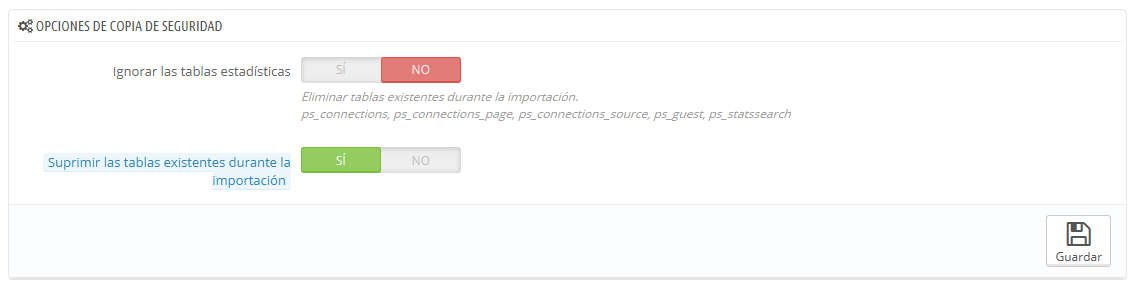 OPCIONES DE COPIA DE SEGURIDAD
Ignorar las tablas estadísticas
SÍ
NO
Eliminar tablas existentes durante la importación.
ps_connections, ps_connections_page, ps_connections_source, ps_guest, ps_statssearch
Suprimir las tablas existentes durante la
importación
SÍ
NO
Guardar